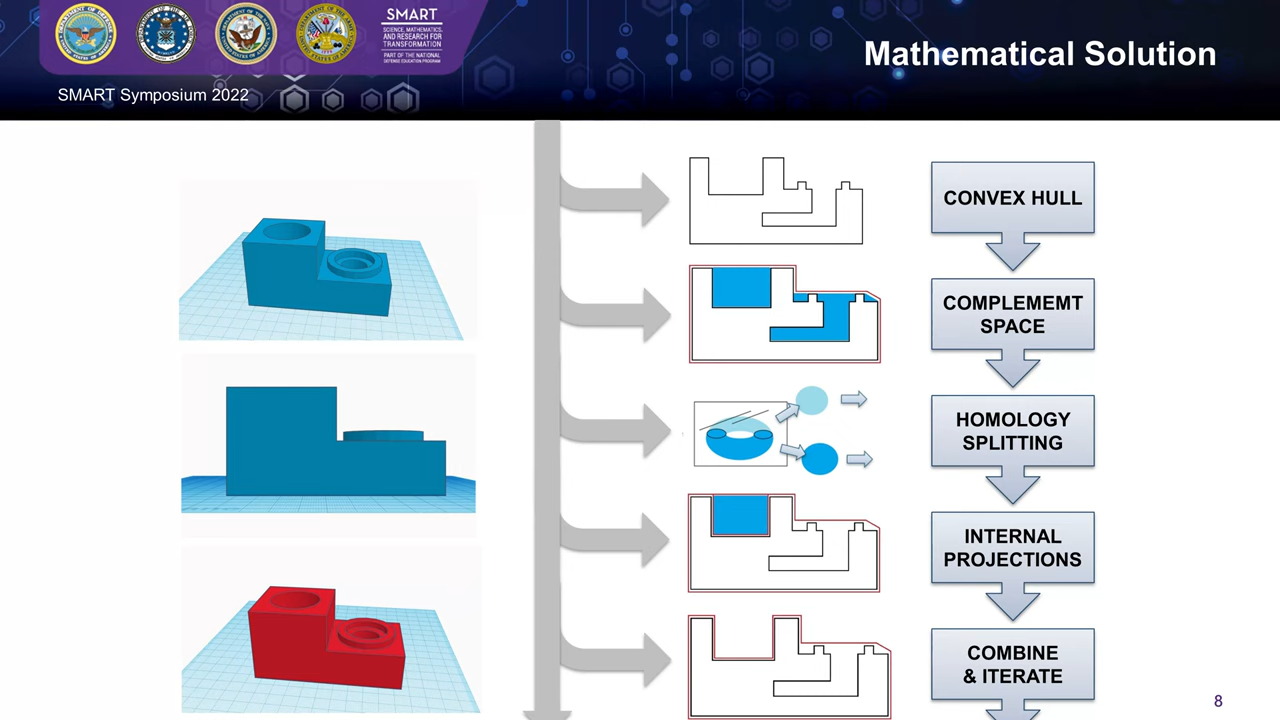 SMART
SCIENCE, MATHEMATICS,
AND RESEARCH FOR
TRANSFORMATION
PART OF THE NATIONAL
DEFENSE EDUCATION PROGRAM
Mathematical Solution
SMART Symposium 2022
CONVEX HULL
COMPLEMEMT
SPACE
HOMOLOGY
SPLITTING
INTERNAL
PROJECTIONS
COMBINE
& ITERATE
8